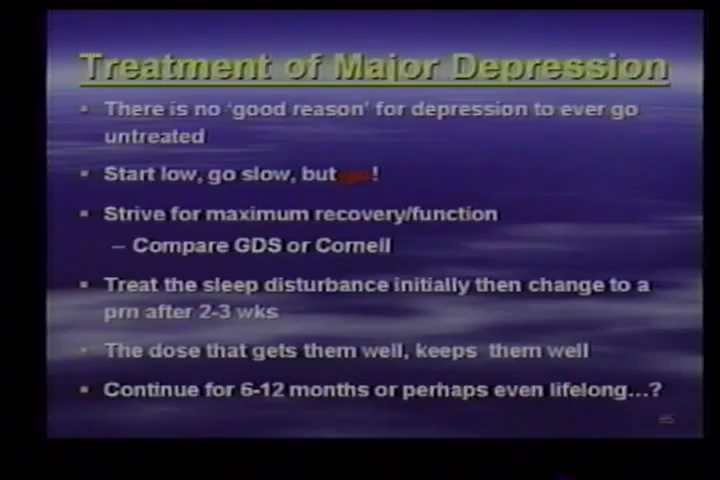 Treatment of Major Depression
▪ There is no 'good reason' for depression to ever go
untreated
▪ Start low, go slow, but go!
▪ Strive for maximum recovery/function
– Compare GDS or Cornell
▪ Treat the sleep disturbance initially then change to a
prn after 2-3 wks
▪ The dose that gets them well, keeps them well
▪ Continue for 6-12 months or perhaps even lifelong...?